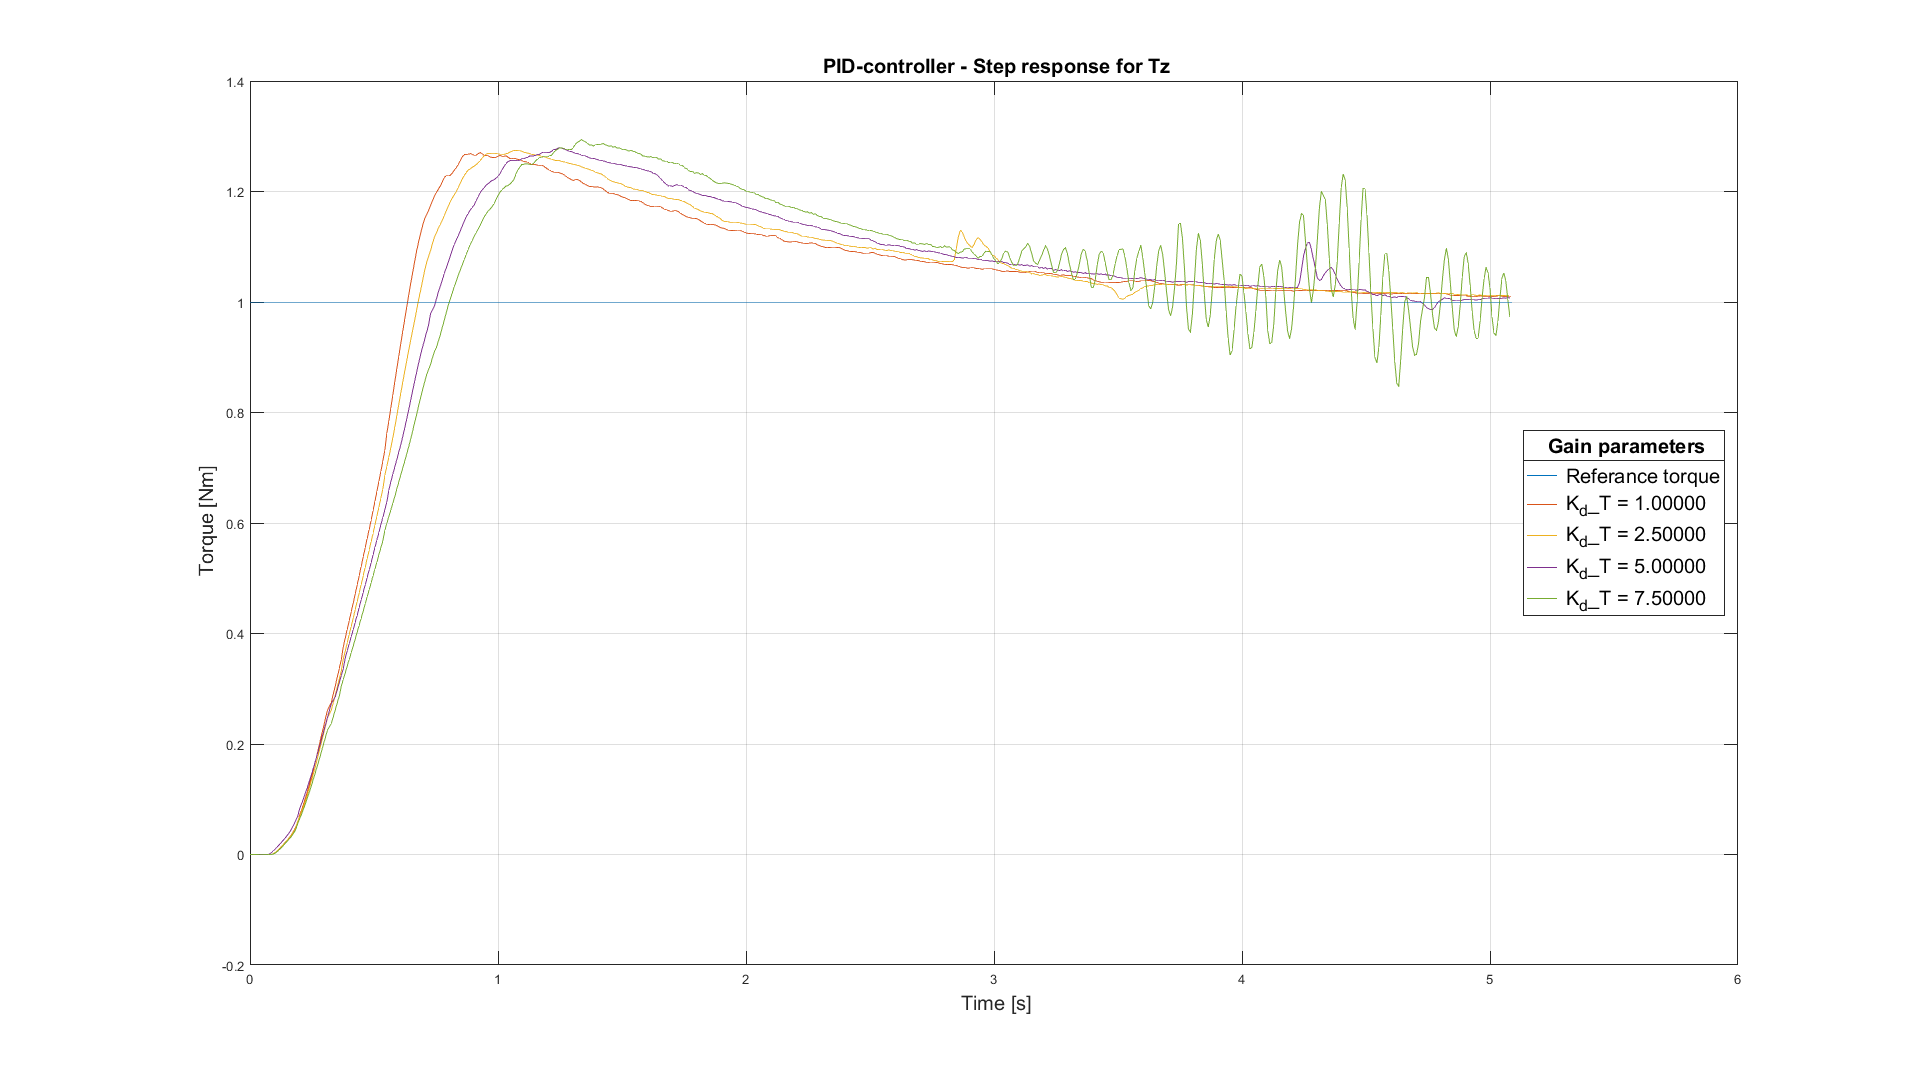 PID-controller - Step response for Tz
1.4
1.2
1
0.8
0.6
0.4
0.2
0
-0.2
Torque [Nm]
0 1 2 3 4 5 6
Time [s]
Gain parameters
Referance torque
K_d_T = 1.00000
K_d_T = 2.50000
K_d_T = 5.00000
K_d_T = 7.50000